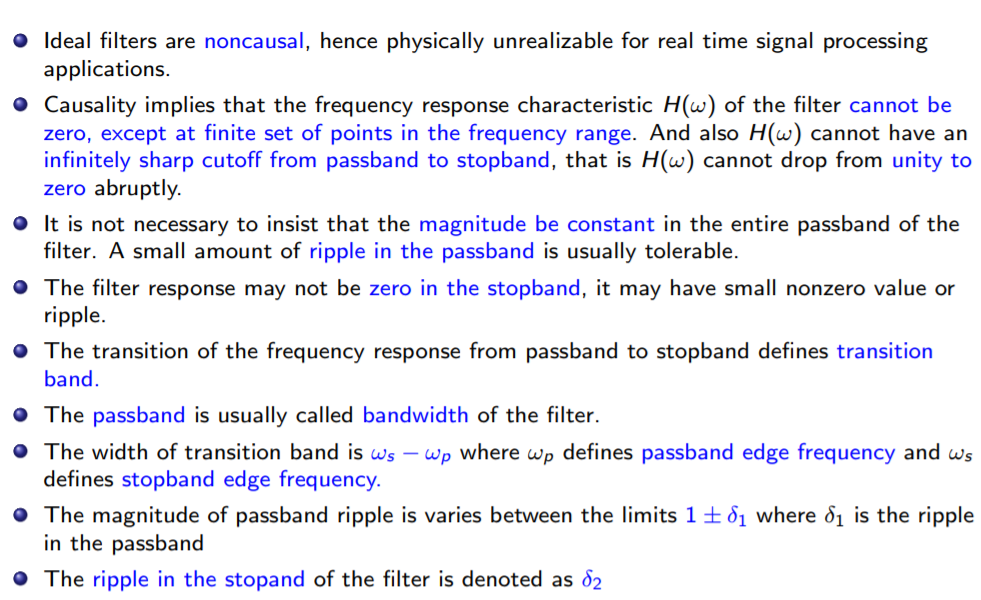 Ideal filters are noncausal, hence physically unrealizable for real time signal processing
applications.
Causality implies that the frequency response characteristic H(ω) of the filter cannot be
zero, except at finite set of points in the frequency range. And also H(ω) cannot have an
infinitely sharp cutoff from passband to stopband, that is H(ω) cannot drop from unity to
zero abruptly.
It is not necessary to insist that the magnitude be constant in the entire passband of the
filter. A small amount of ripple in the passband is usually tolerable.
The filter response may not be zero in the stopband, it may have small nonzero value or
ripple.
The transition of the frequency response from passband to stopband defines transition
band.
The passband is usually called bandwidth of the filter.
The width of transition band is ωs − ωp where ωp defines passband edge frequency and ωs
defines stopband edge frequency.
The magnitude of passband ripple is varies between the limits 1 ± δ1 where δ1 is the ripple
in the passband
The ripple in the stopand of the filter is denoted as δ2